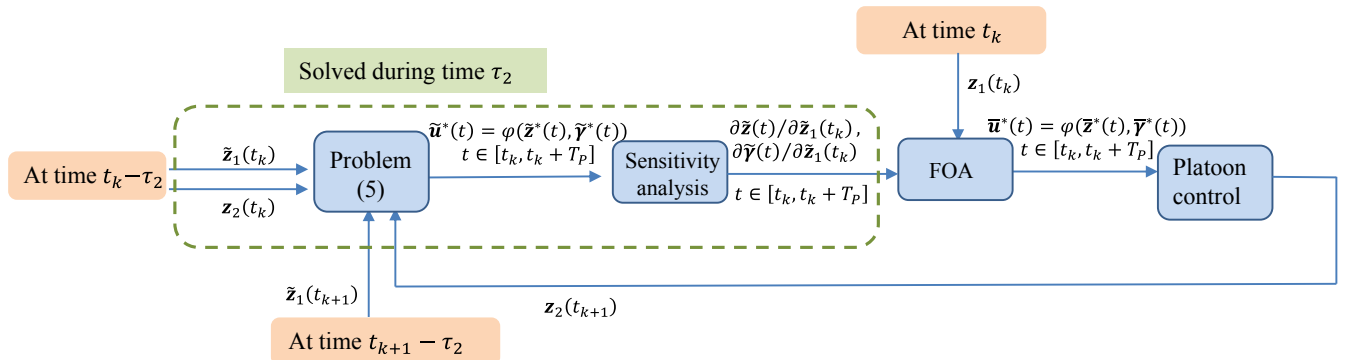 At time t_k
Solved during time τ_2
z_1(t_k)
ũ*(t) = φ(z̃*(t), γ̃*(t))
t ∈ [t_k, t_k + T_P]
∂z̃(t)/∂z̃_1(t_k) ,
∂γ̃(t)/∂z̃_1(t_k)
ū*(t) = φ(z̄*(t), γ̄*(t))
t ∈ [t_k, t_k + T_P]
At time t_k−τ_2
z̃_1(t_k)
z_2(t_k)
Problem
(5)
Sensitivity
analysis
t ∈ [t_k, t_k + T_P]
FOA
Platoon
control
z̃_1(t_{k+1})
z_2(t_{k+1})
At time t_{k+1} − τ_2